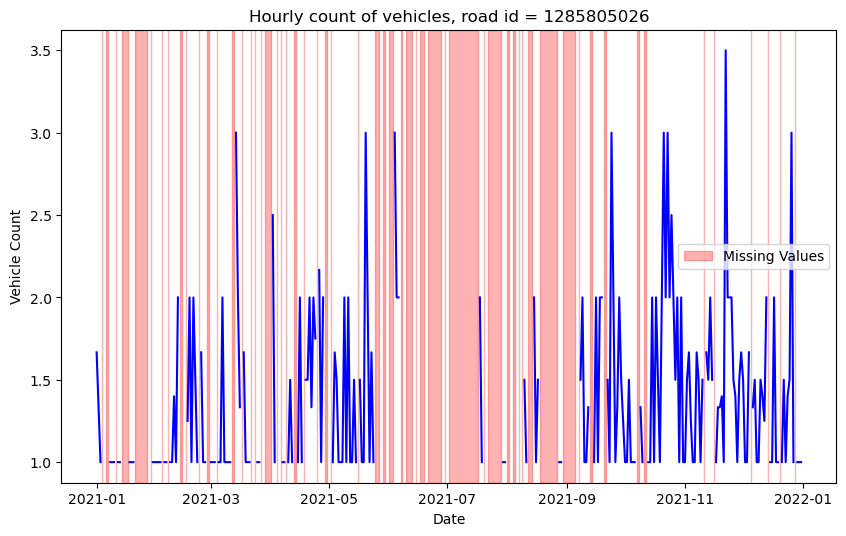 Hourly count of vehicles, road id = 1285805026
3.5
3.0
2.5
2.0
1.5
1.0
Vehicle Count
Missing Values
2021-01 2021-03 2021-05 2021-07 2021-09 2021-11 2022-01
Date